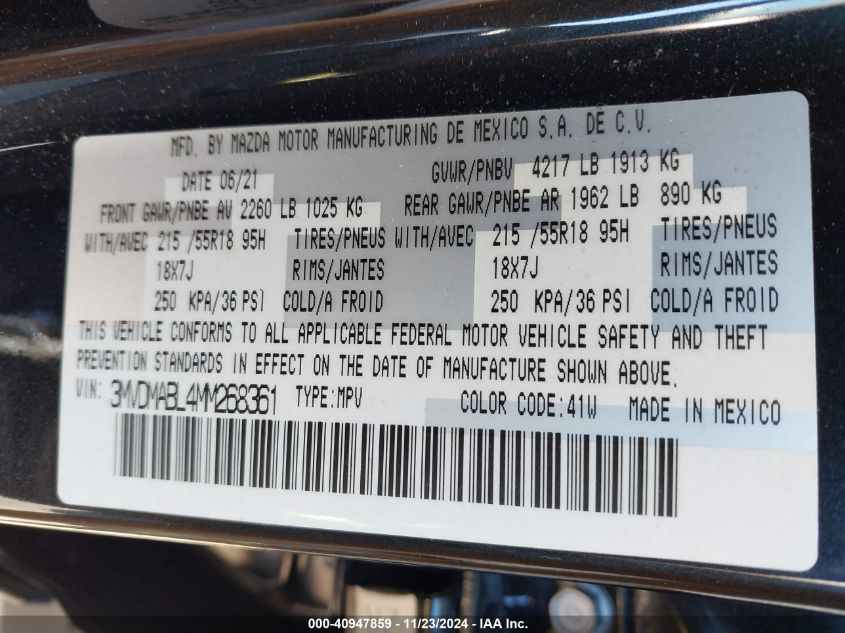 MFD. BY MAZDA MOTOR MANUFACTURING DE MEXICO S.A. DE C.V.
DATE 06/21 GVWR/PNBV 4217 LB 1913 KG
FRONT GAWR/PNBE AV 2260 LB 1025 KG REAR GAWR/PNBE AR 1962 LB 890 KG
WITH/AVEC 215 /55R18 95H TIRES/PNEUS WITH/AVEC 215 /55R18 95H TIRES/PNEUS
18X7J RIMS/JANTES 18X7J RIMS/JANTES
250 KPA/36 PSI COLD/A FROID 250 KPA/36 PSI COLD/A FROID
THIS VEHICLE CONFORMS TO ALL APPLICABLE FEDERAL MOTOR VEHICLE SAFETY AND THEFT
PREVENTION STANDARDS IN EFFECT ON THE DATE OF MANUFACTURE SHOWN ABOVE.
VIN: 3MVDMABL4MM268361 TYPE:MPV COLOR CODE:41W MADE IN MEXICO
000-40947859 - 11/23/2024 - IAA Inc.